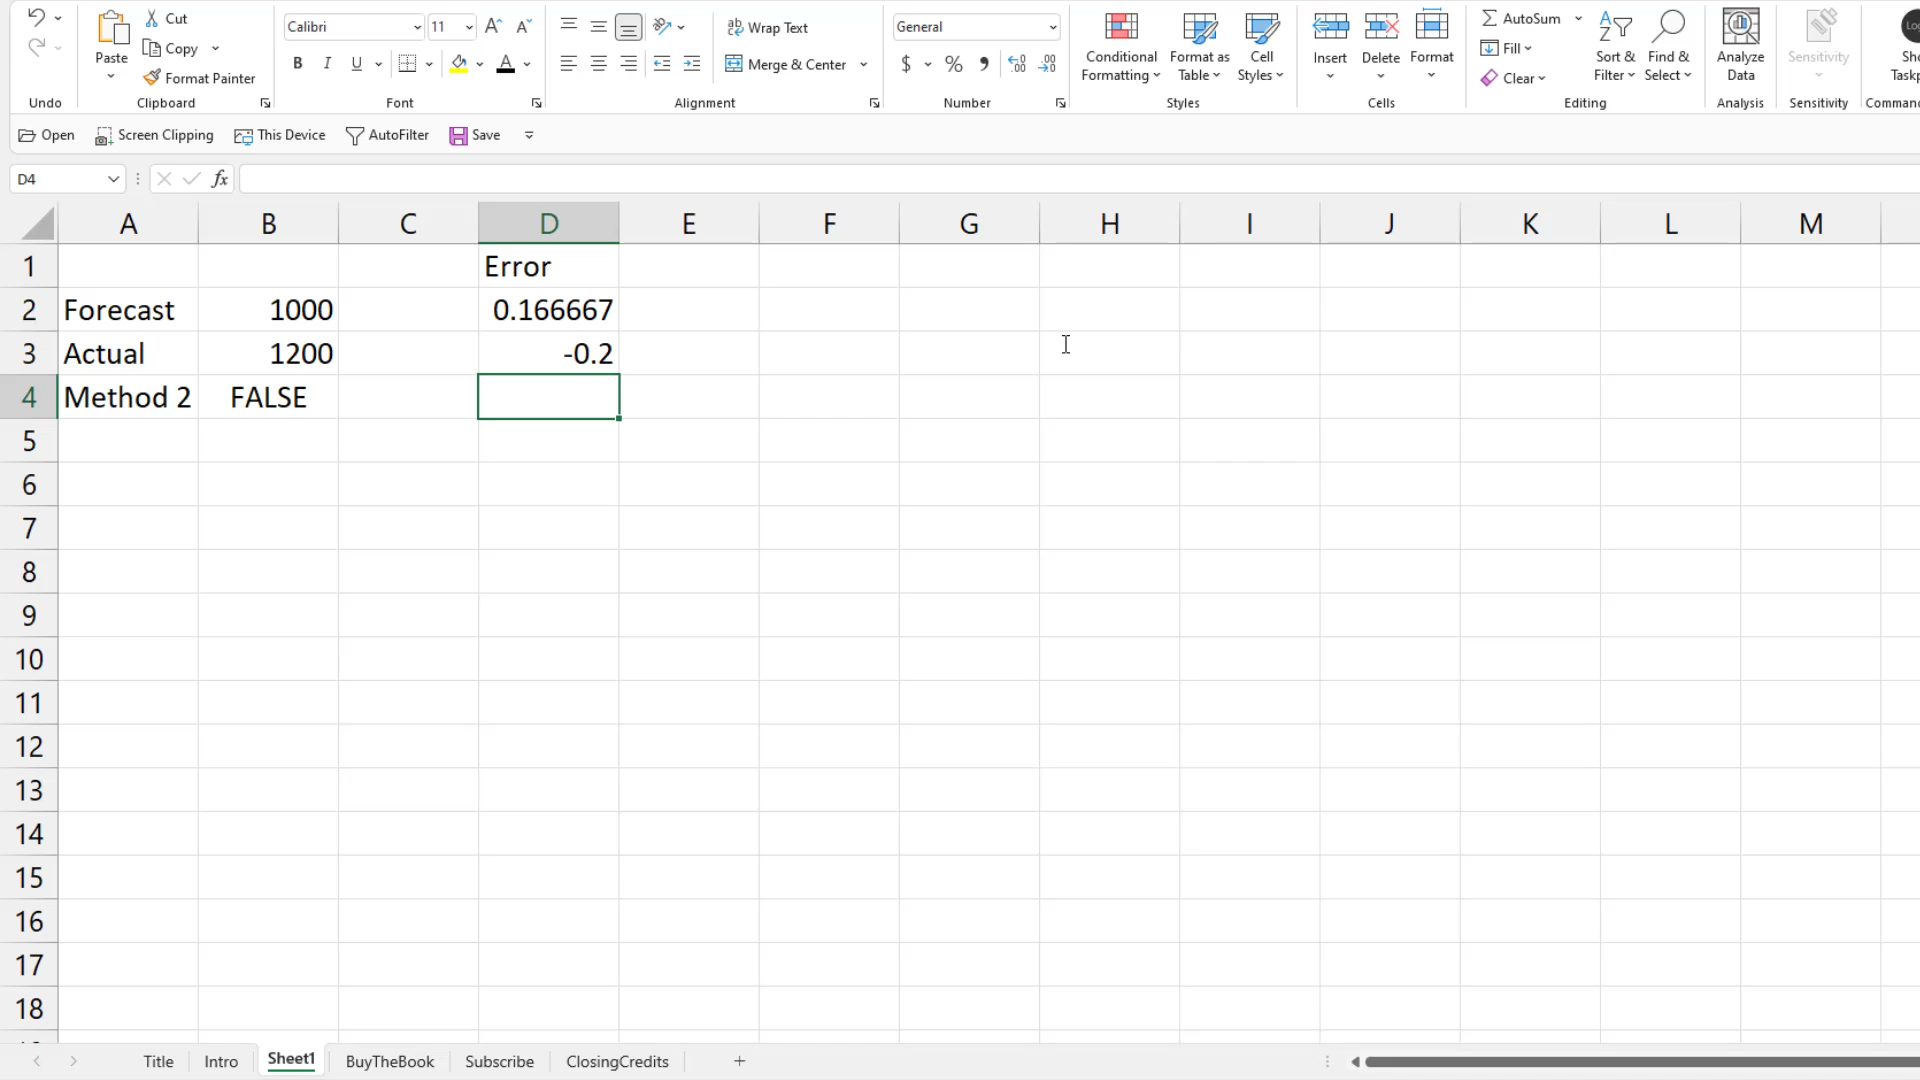 Cut
Copy
Paste
Format Painter
Undo
Clipboard
Calibri
11
B I U
A
Font
Wrap Text
Merge & Center
Alignment
General
$ % 9
Number
Conditional Formatting
Format as Table
Cell Styles
Styles
Insert
Delete
Format
Cells
AutoSum
Fill
Clear
Sort & Filter
Find & Select
Editing
Analyze Data
Analysis
Sensitivity
Sensitivity
Open
Screen Clipping
This Device
AutoFilter
Save
D4
fx
A B C D E F G H I J K L M
1 Error
2 Forecast 1000 0.166667
3 Actual 1200 -0.2
4 Method 2 FALSE
5
6
7
8
9
10
11
12
13
14
15
16
17
18
Title Intro Sheet1 BuyTheBook Subscribe ClosingCredits +